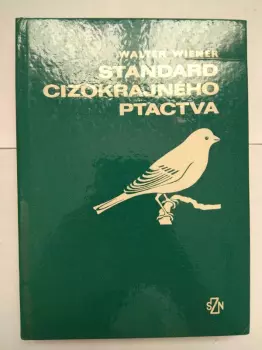 WALTER WIENER
STANDARD
CIZOKRAJNÉHO
PTACTVA
SZN